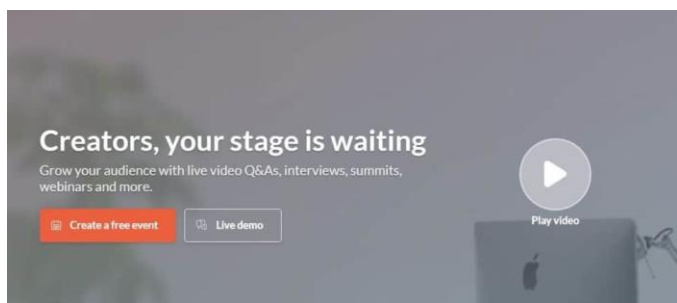 Creators, your stage is waiting
Grow your audience with live video Q&As, interviews, summits,
webinars and more.
Create a free event
Live demo
Play video